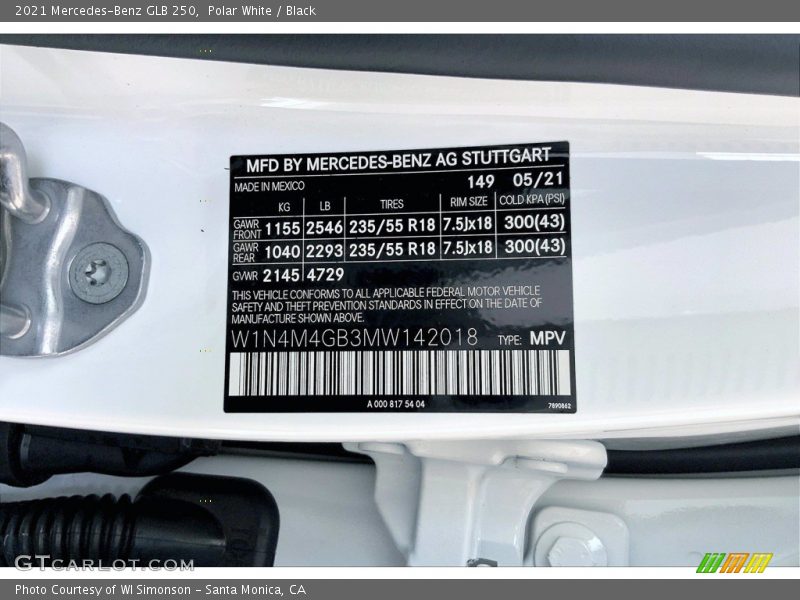 2021 Mercedes-Benz GLB 250,  Polar White / Black
MFD BY MERCEDES-BENZ AG STUTTGART
MADE IN MEXICO 149 05/21
KG LB TIRES RIM SIZE COLD KPA (PSI)
GAWR FRONT 1155 2546 235/55 R18 7.5Jx18 300(43)
GAWR REAR 1040 2293 235/55 R18 7.5Jx18 300(43)
GVWR 2145 4729
THIS VEHICLE CONFORMS TO ALL APPLICABLE FEDERAL MOTOR VEHICLE
SAFETY AND THEFT PREVENTION STANDARDS IN EFFECT ON THE DATE OF
MANUFACTURE SHOWN ABOVE.
W1N4M4GB3MW142018 TYPE: MPV
A 000 817 54 04 7890862
GTCARLOT.COM
Photo Courtesy of WI Simonson - Santa Monica, CA